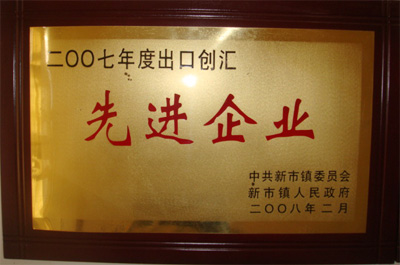 二〇〇七年度出口创汇
先进企业
中共新市镇委员会
新市镇人民政府
二〇〇八年二月